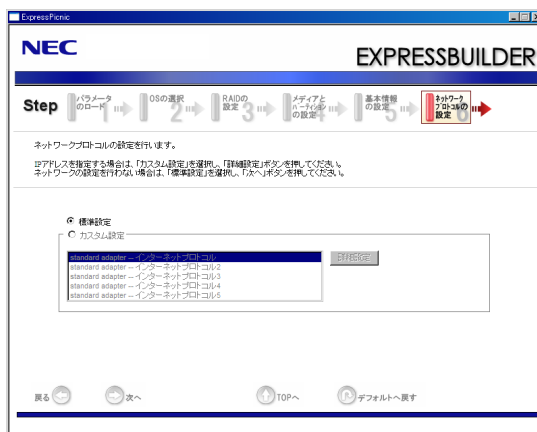 ExpressPicnic
NEC
EXPRESSBUILDER
Step
パラメータ
のロード 1
OSの選択
2
RAIDの
設定 3
メディアと
パーティション
の設定 4
基本情報
の設定 5
ネットワーク
プロトコルの
設定 6
ネットワークプロトコルの設定を行います。
IPアドレスを指定する場合は、「カスタム設定」を選択し、「詳細設定」ボタンを押してください。
ネットワークの設定を行わない場合は、「標準設定」を選択し、「次へ」ボタンを押してください。
標準設定
カスタム設定
standard adapter -- インターネットプロトコル
standard adapter -- インターネットプロトコル2
standard adapter -- インターネットプロトコル3
standard adapter -- インターネットプロトコル4
standard adapter -- インターネットプロトコル5
詳細設定
戻る
次へ
TOPへ
デフォルトへ戻す